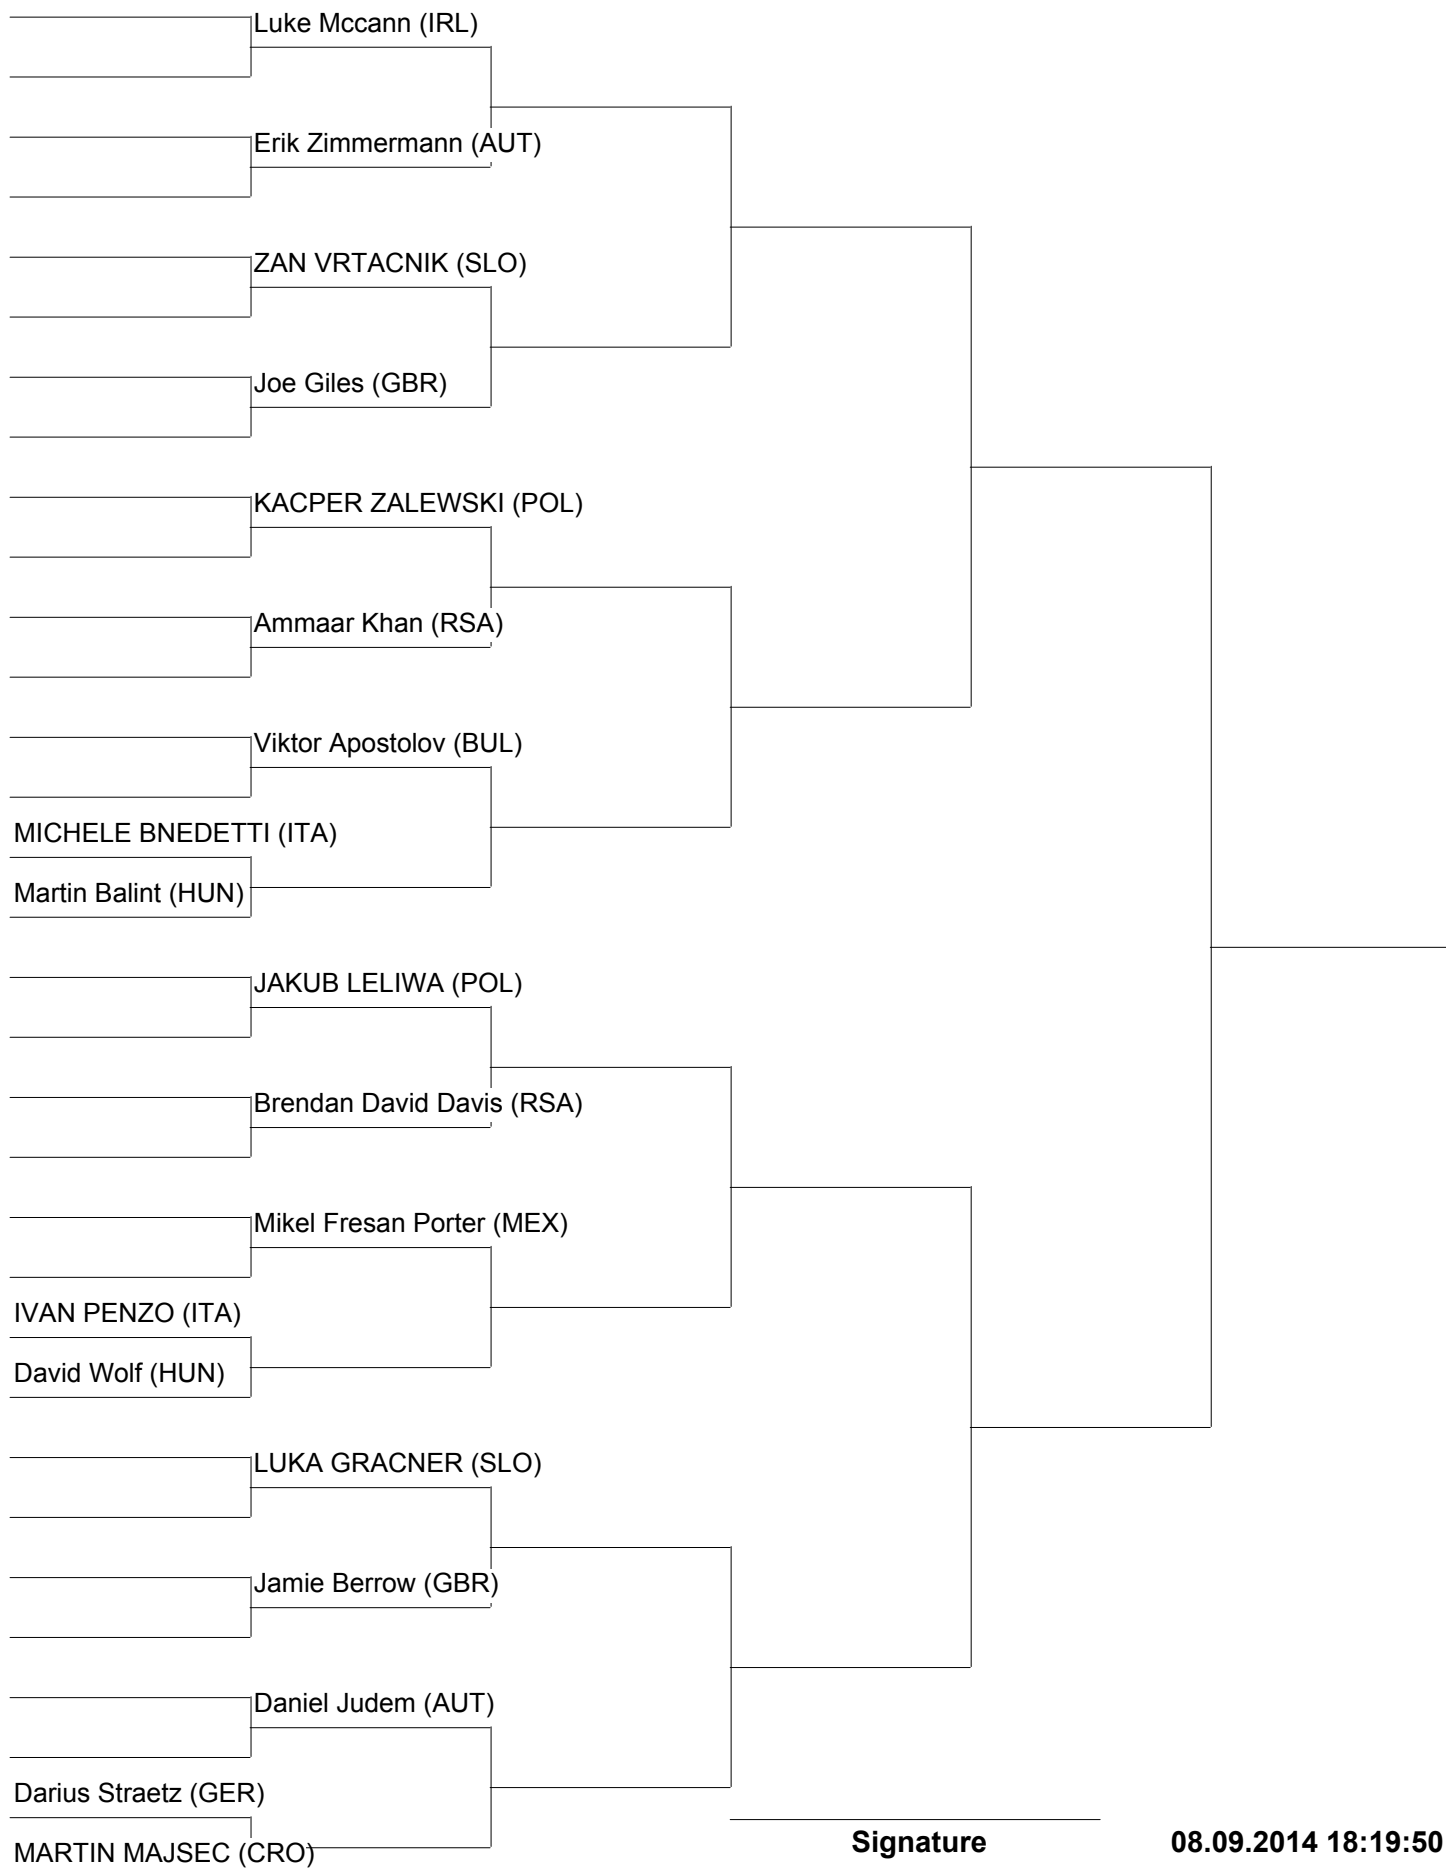 Luke Mccann (IRL)
Erik Zimmermann (AUT)
ZAN VRTACNIK (SLO)
Joe Giles (GBR)
KACPER ZALEWSKI (POL)
Ammaar Khan (RSA)
Viktor Apostolov (BUL)
MICHELE BNEDETTI (ITA)
Martin Balint (HUN)
JAKUB LELIWA (POL)
Brendan David Davis (RSA)
Mikel Fresan Porter (MEX)
IVAN PENZO (ITA)
David Wolf (HUN)
LUKA GRACNER (SLO)
Jamie Berrow (GBR)
Daniel Judem (AUT)
Darius Straetz (GER)
MARTIN MAJSEC (CRO)
Signature 08.09.2014 18:19:50